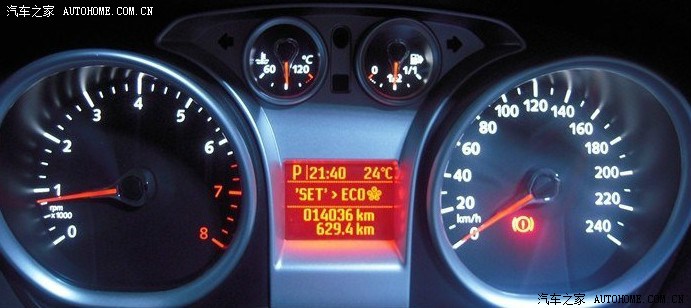 汽车之家 AUTOHOME.COM.CN
60 120 °C
0 1/2 1/1
0 1 2 3 4 5 6 7 8
rpm
x1000
P 21:40 24°C
'SET' > ECO
014036 km
629.4 km
0 20 40 60 80 100 120 140 160 180 200 220 240
km/h
汽车之家 AUTOHOME.COM.CN